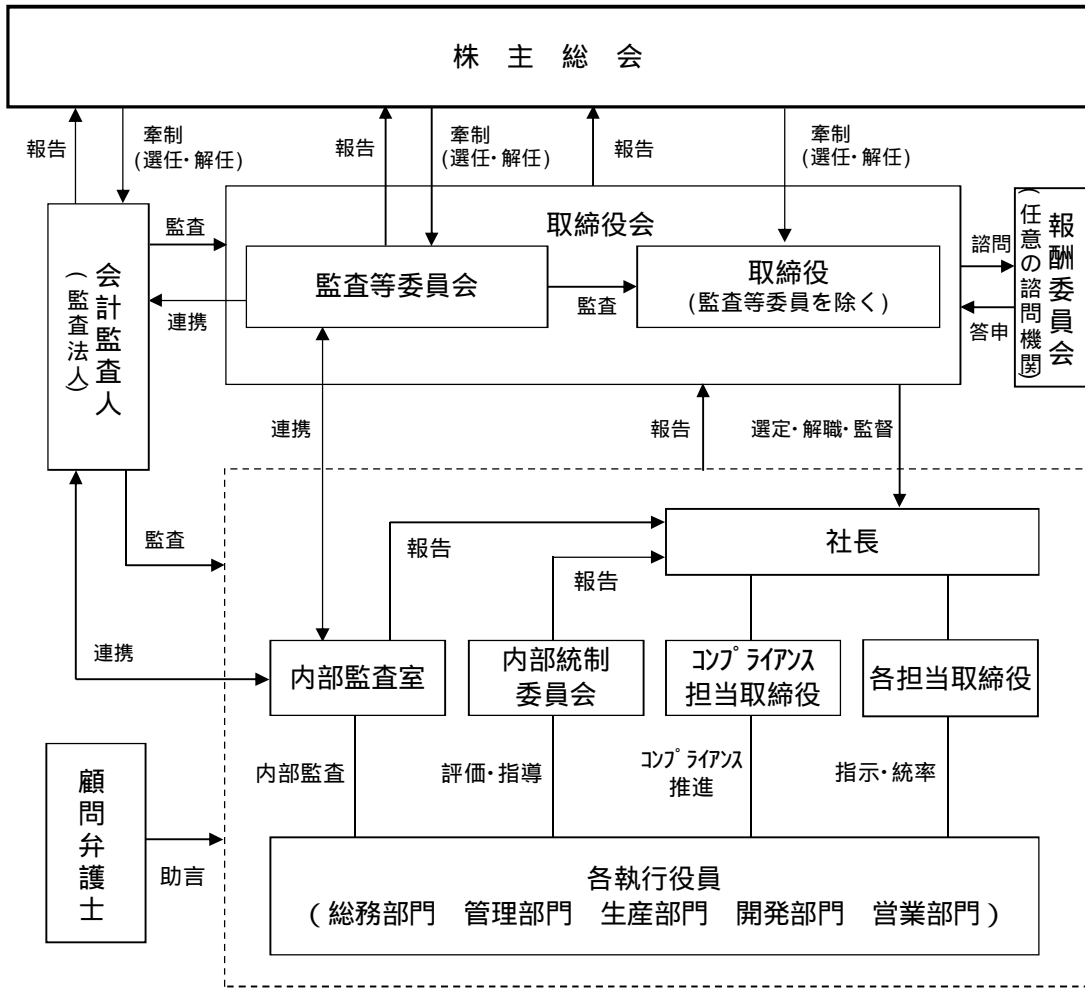 株主総会
報告
牽制
(選任・解任)
報告
牽制
(選任・解任)
報告
牽制
(選任・解任)
会計監査人
(監査法人)
監査
連携
取締役会
監査等委員会
監査
取締役
(監査等委員を除く)
諮問
答申
報酬委員会
(任意の諮問機関)
連携
報告
選定・解職・監督
監査
連携
社長
報告
報告
内部監査室
内部統制
委員会
コンプライアンス
担当取締役
各担当取締役
内部監査
評価・指導
コンプライアンス
推進
指示・統率
顧問弁護士
助言
各執行役員
(総務部門 管理部門 生産部門 開発部門 営業部門)